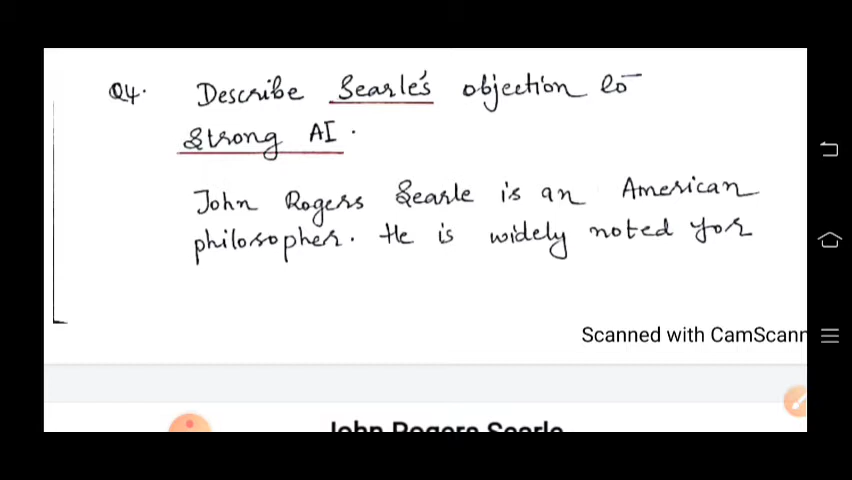 Q4. Describe Searle's objection to
Strong AI.
John Rogers Searle is an American
philosopher. He is widely noted for
Scanned with CamScann
John Rogers Searle